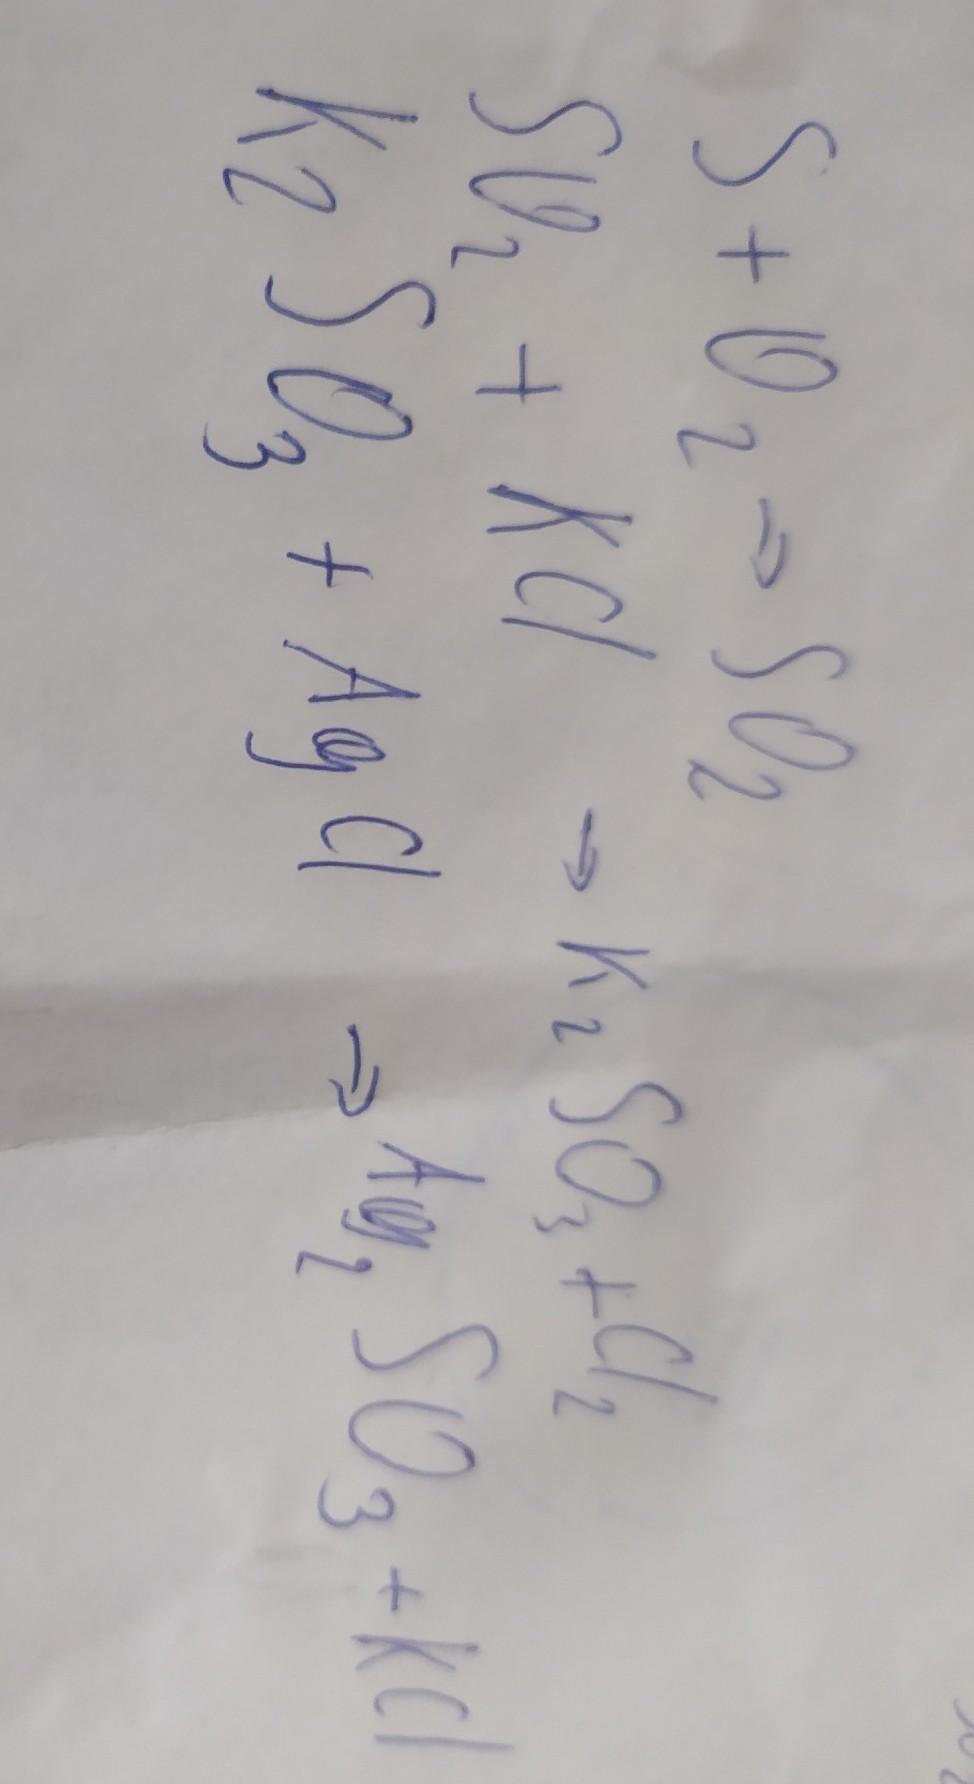 S + O₂ → SO₂
SO₂ + KCl → K₂SO₃ + Cl₂
K2SO₃ + AgCl → Ag₂SO₃ + KCl